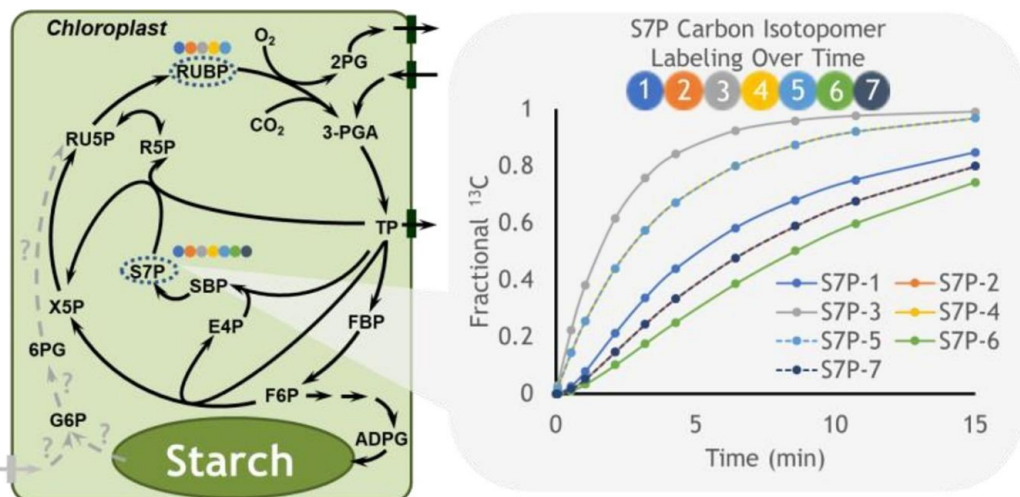 Chloroplast
O2
2PG
RUBP
CO2
3-PGA
RU5P
R5P
TP
?
S7P
SBP
X5P
E4P
FBP
6PG
?
F6P
G6P
?
?
ADPG
Starch
S7P Carbon Isotopomer
Labeling Over Time
1 2 3 4 5 6 7
Fractional 13C
1
0.8
0.6
0.4
0.2
0
0 5 10 15
Time (min)
S7P-1 S7P-2
S7P-3 S7P-4
S7P-5 S7P-6
S7P-7